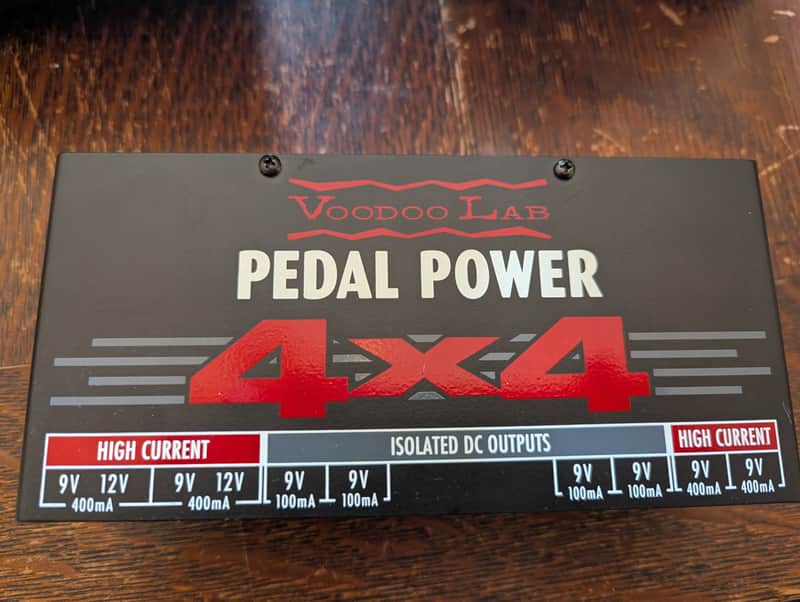 VOODOO LAB
PEDAL POWER
4x4
HIGH CURRENT ISOLATED DC OUTPUTS HIGH CURRENT
9V 12V 9V 12V 9V 9V 9V 9V 9V 9V
400mA 400mA 100mA 100mA 100mA 100mA 400mA 400mA